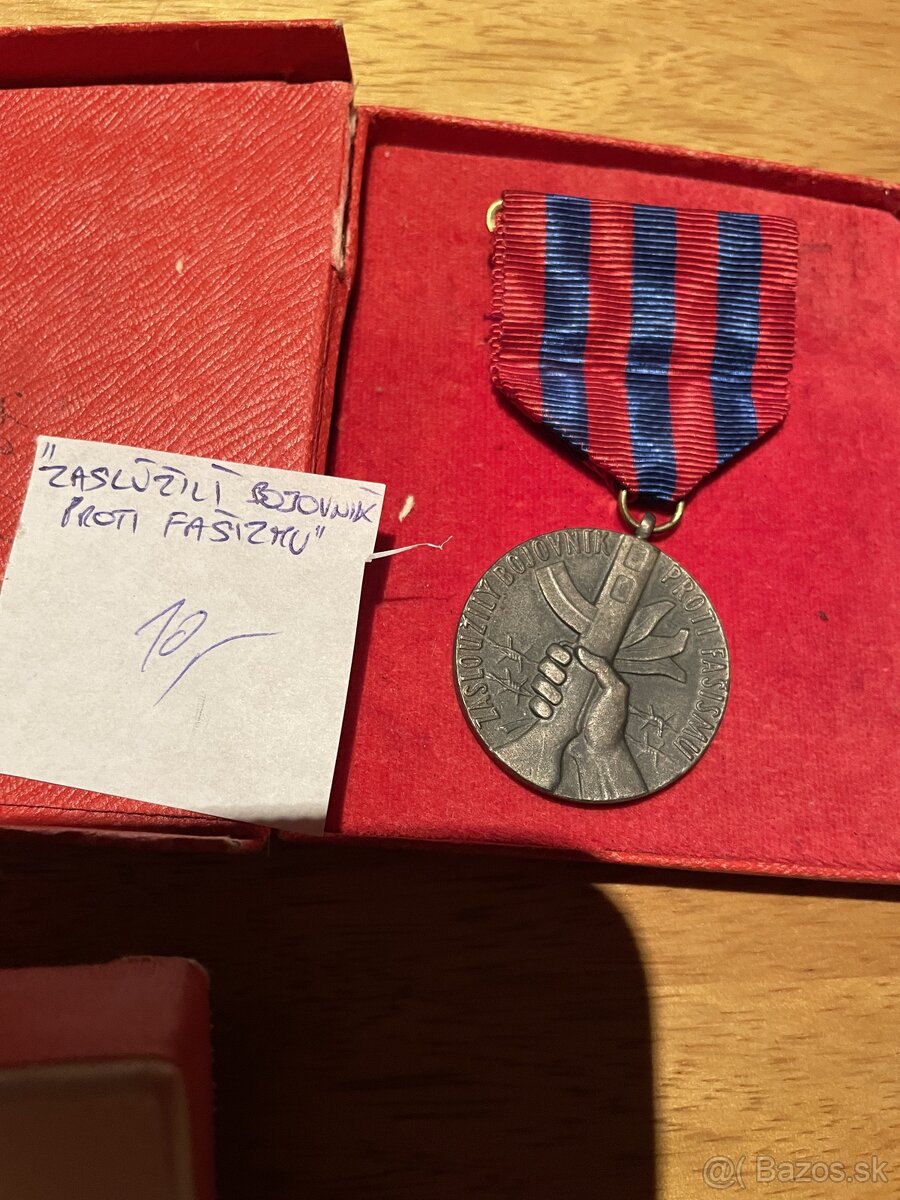 "ZASLÚŽILÍ BOJOVNÍK
PROTI FAŠIZMU"
10,-
ZASLOUŽILÝ BOJOVNÍK PROTI FAŠISMU
@( Bazos.sk